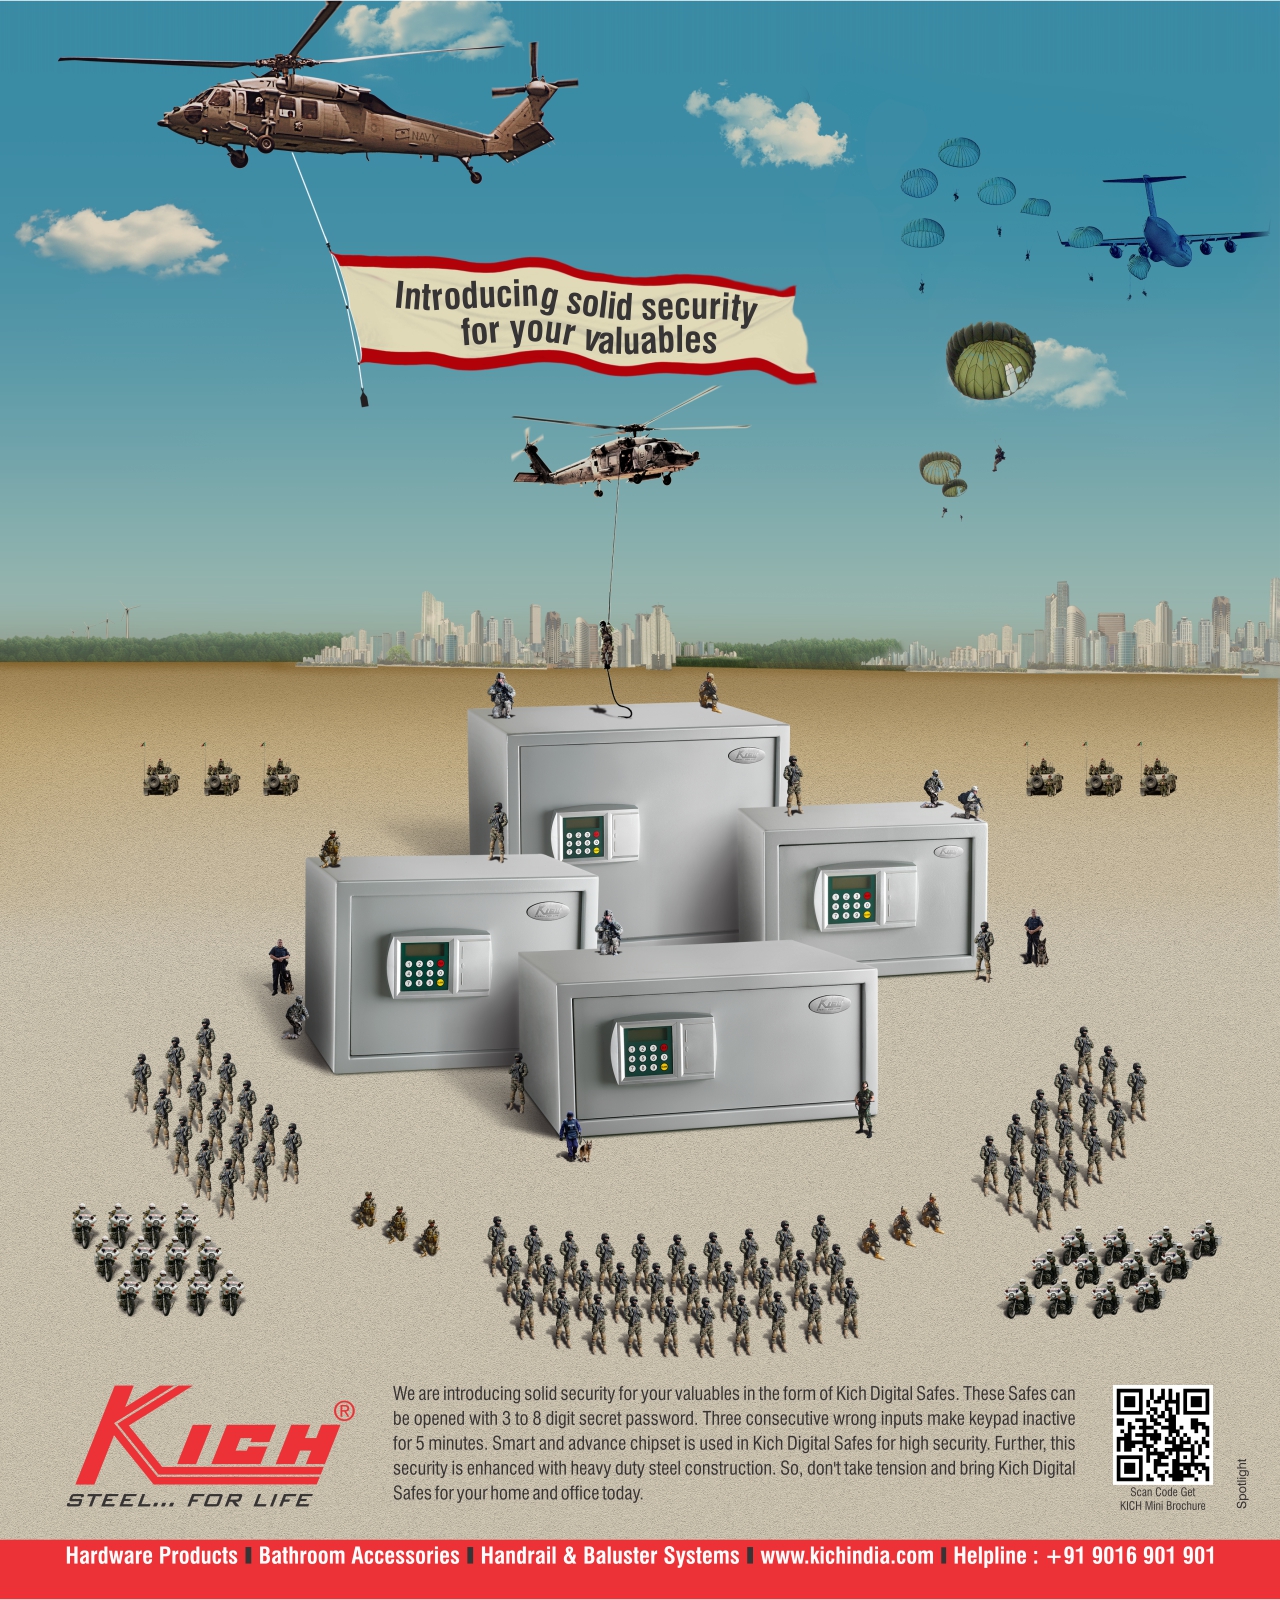 71
NAVY
Introducing solid security
for your valuables
Kich
Kich
Kich
Kich
KICH®
STEEL... FOR LIFE
We are introducing solid security for your valuables in the form of Kich Digital Safes. These Safes can
be opened with 3 to 8 digit secret password. Three consecutive wrong inputs make keypad inactive
for 5 minutes. Smart and advance chipset is used in Kich Digital Safes for high security. Further, this
security is enhanced with heavy duty steel construction. So, don't take tension and bring Kich Digital
Safes for your home and office today.
Scan Code Get
KICH Mini Brochure
Spotlight
Hardware Products | Bathroom Accessories | Handrail & Baluster Systems | www.kichindia.com | Helpline : +91 9016 901 901